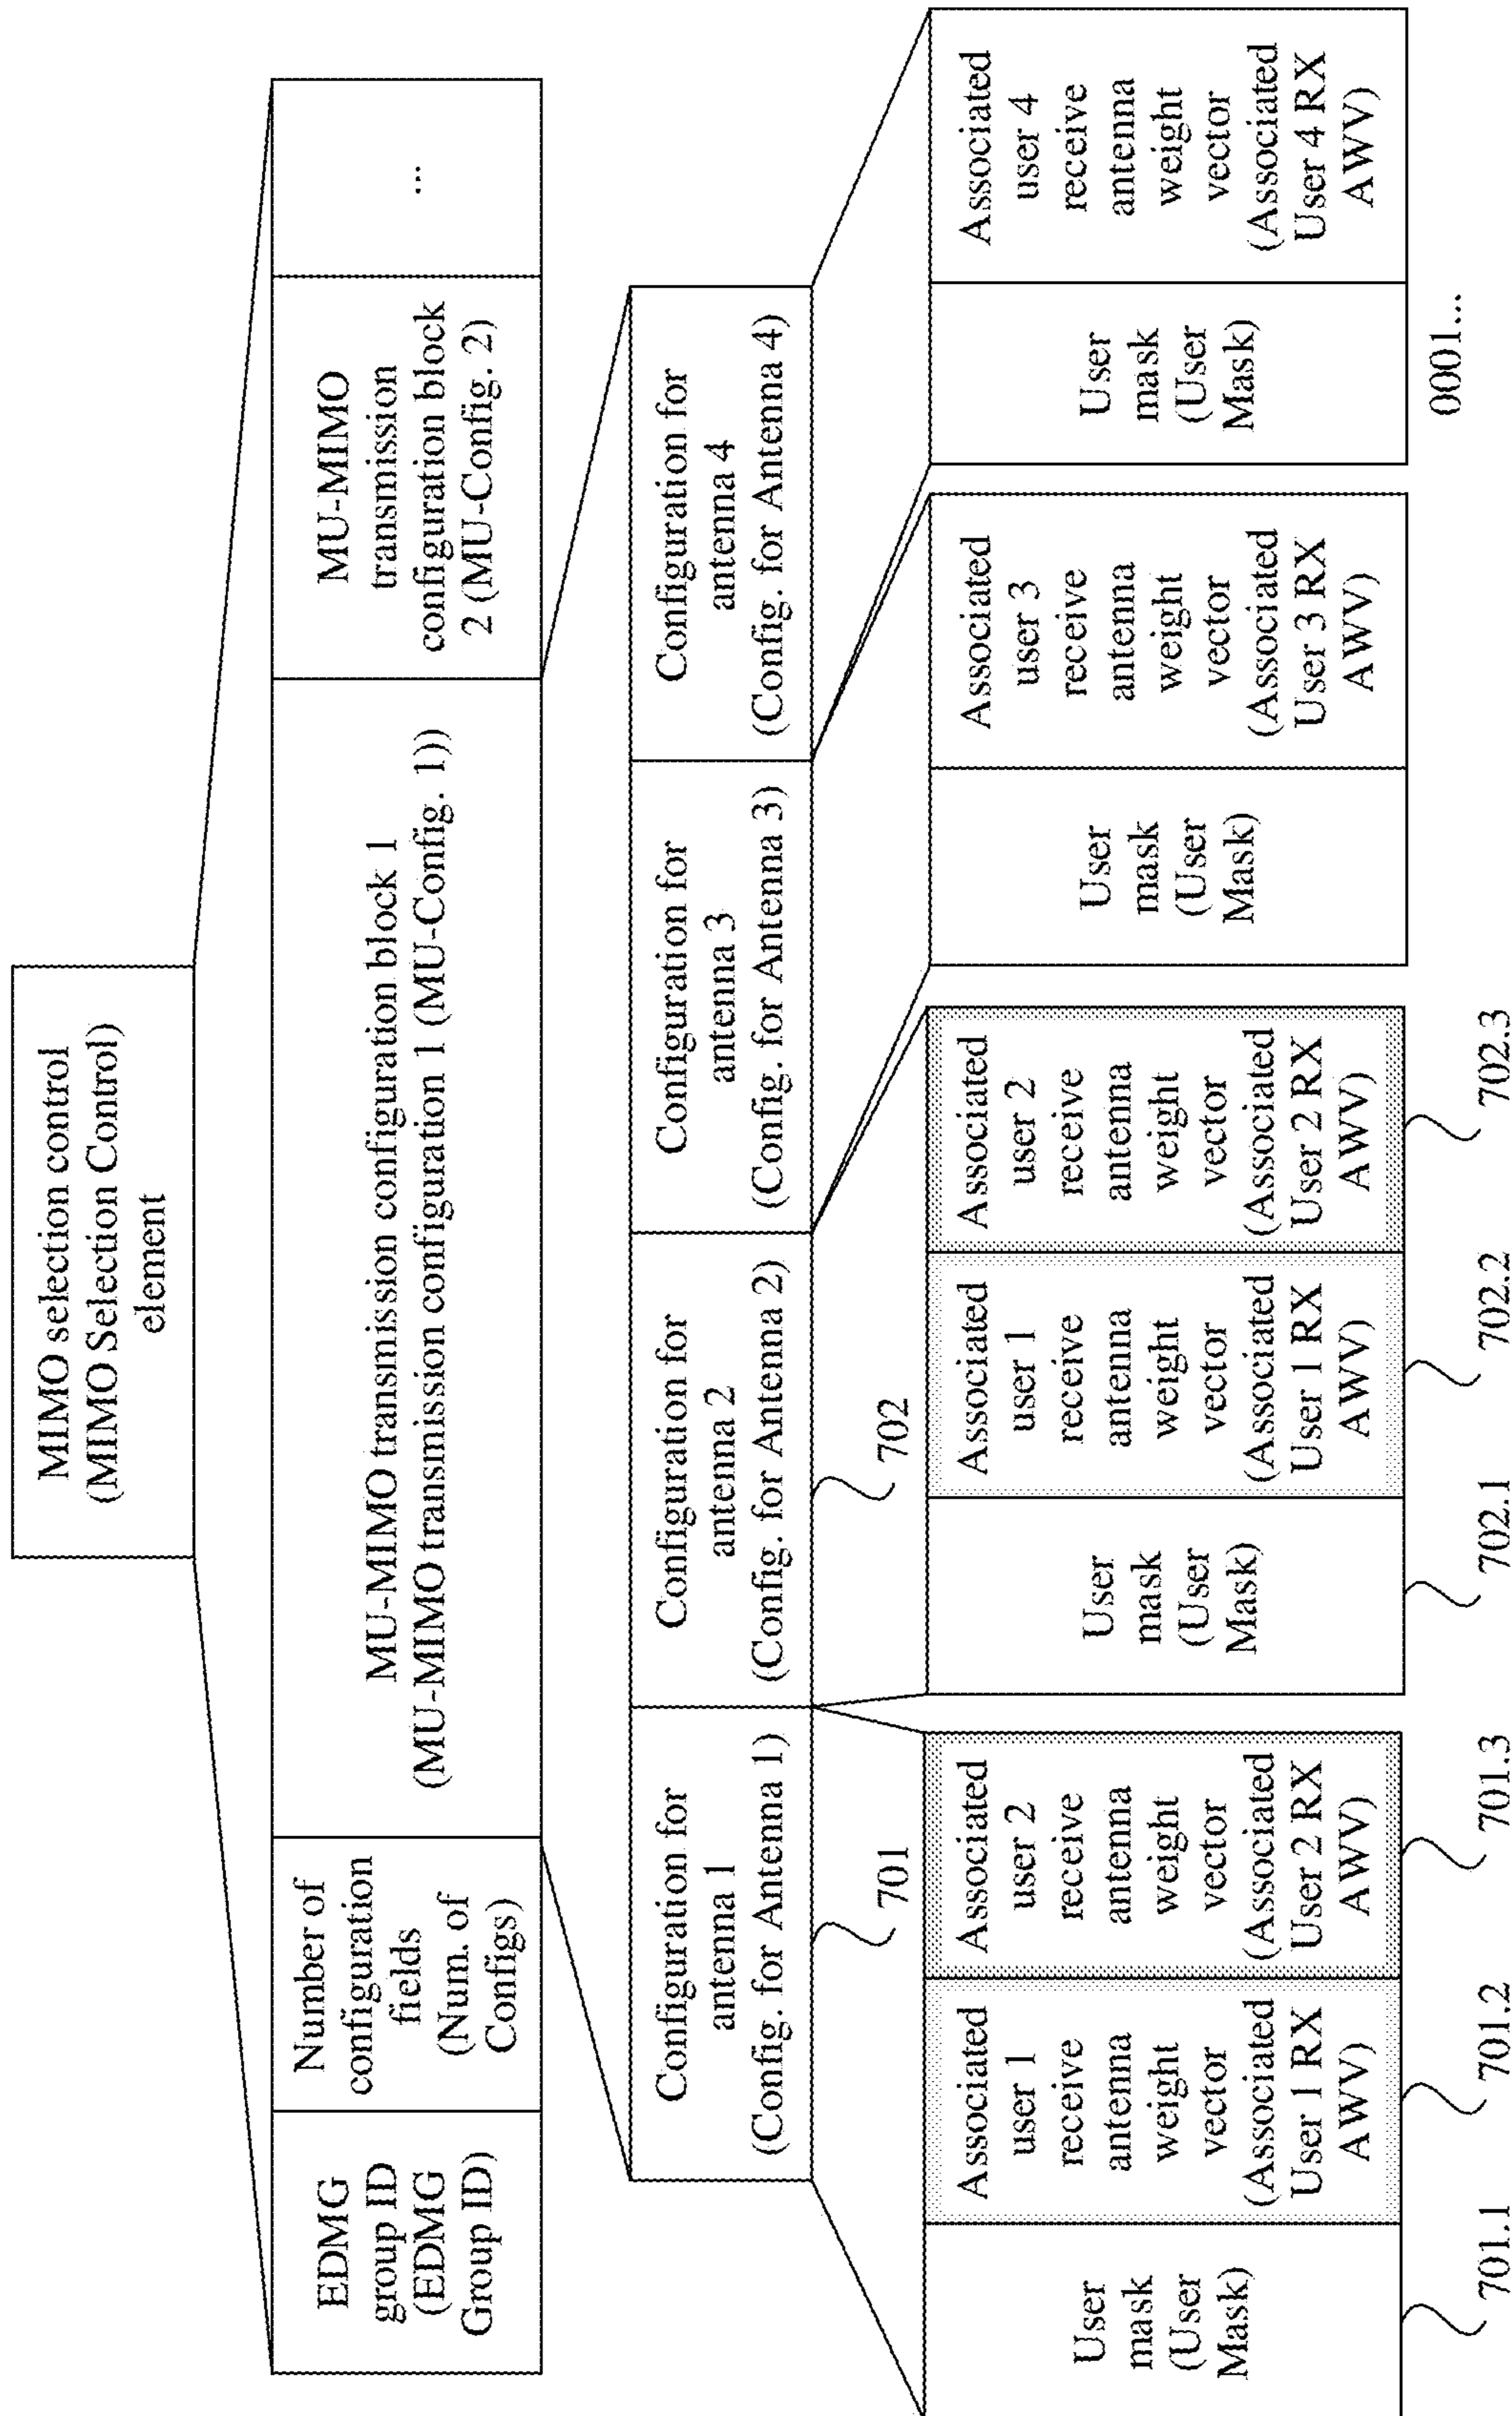 MIMO selection control
(MIMO Selection Control)
element
EDMG
group ID
(EDMG
Group ID)
Number of
configuration
fields
(Num. of
Configs)
MU-MIMO transmission configuration block 1
(MU-MIMO transmission configuration 1 (MU-Config. 1))
MU-MIMO
transmission
configuration block
2 (MU-Config. 2)
...
Configuration for
antenna 1
(Config. for Antenna 1)
Configuration for
antenna 2
(Config. for Antenna 2)
Configuration for
antenna 3
(Config. for Antenna 3)
Configuration for
antenna 4
(Config. for Antenna 4)
701
702
User
mask
(User
Mask)
Associated
user 1
receive
antenna
weight
vector
(Associated
User 1 RX
AWV)
Associated
user 2
receive
antenna
weight
vector
(Associated
User 2 RX
AWV)
User
mask
(User
Mask)
Associated
user 1
receive
antenna
weight
vector
(Associated
User 1 RX
AWV)
Associated
user 2
receive
antenna
weight
vector
(Associated
User 2 RX
AWV)
User
mask
(User
Mask)
Associated
user 3
receive
antenna
weight
vector
(Associated
User 3 RX
AWV)
User
mask
(User
Mask)
Associated
user 4
receive
antenna
weight
vector
(Associated
User 4 RX
AWV)
701.1
701.2
701.3
702.1
702.2
702.3
0001...